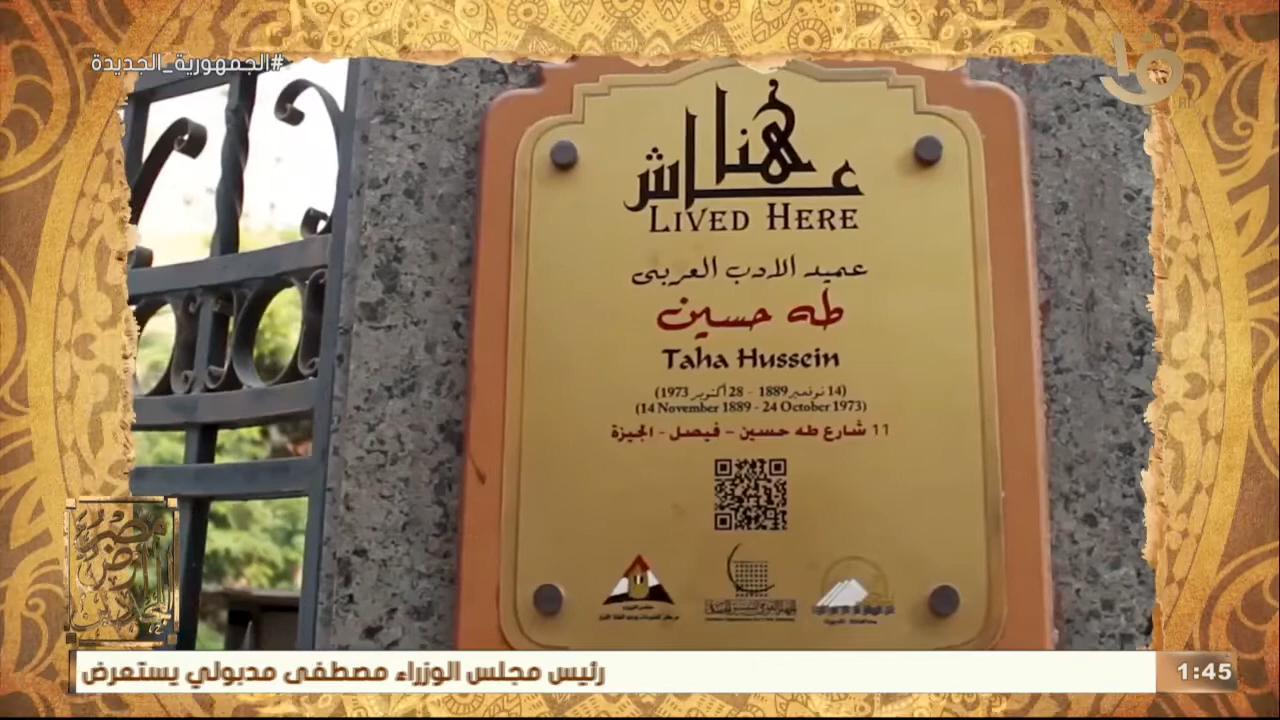 #الجمهورية_الجديدة
هنا
عاش
LIVED HERE
عميد الادب العربى
طه حسين
Taha Hussein
(14 نوفمبر 1889 - 28 أكتوبر 1973)
(14 November 1889 - 24 October 1973)
11 شارع طه حسين - فيصل - الجيزة
مصر
أرض
رئيس مجلس الوزراء مصطفى مدبولي يستعرض
1:45